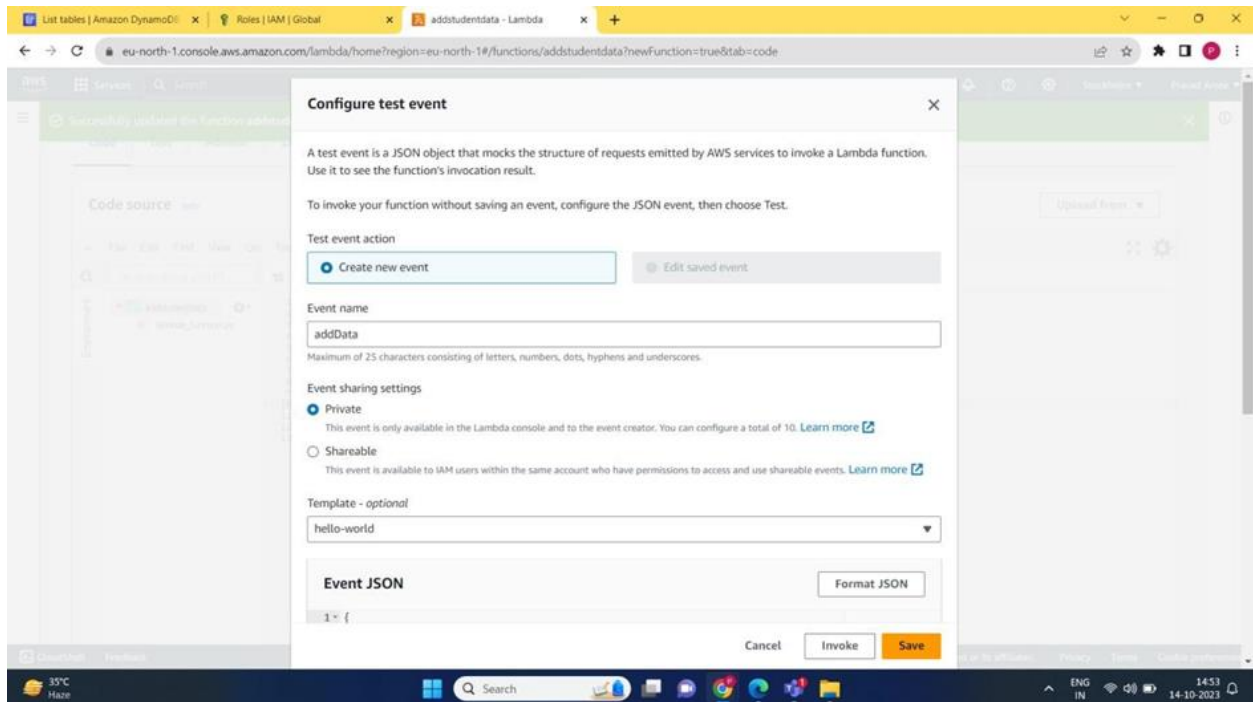 List tables | Amazon DynamoDB
Roles | IAM | Global
addstudentdata - Lambda
eu-north-1.console.aws.amazon.com/lambda/home?region=eu-north-1#/functions/addstudentdata?newFunction=true&tab=code
Configure test event
A test event is a JSON object that mocks the structure of requests emitted by AWS services to invoke a Lambda function.
Use it to see the function's invocation result.
To invoke your function without saving an event, configure the JSON event, then choose Test.
Test event action
Create new event
Edit saved event
Code source
Upload from
Event name
addData
Maximum of 25 characters consisting of letters, numbers, dots, hyphens and underscores.
Event sharing settings
Private
This event is only available in the Lambda console and to the event creator. You can configure a total of 10. Learn more
Shareable
This event is available to IAM users within the same account who have permissions to access and use shareable events. Learn more
Template - optional
hello-world
Event JSON
Format JSON
1 {
Cancel
Invoke
Save
35°C
Haze
Search
ENG
IN
14:53
14-10-2023